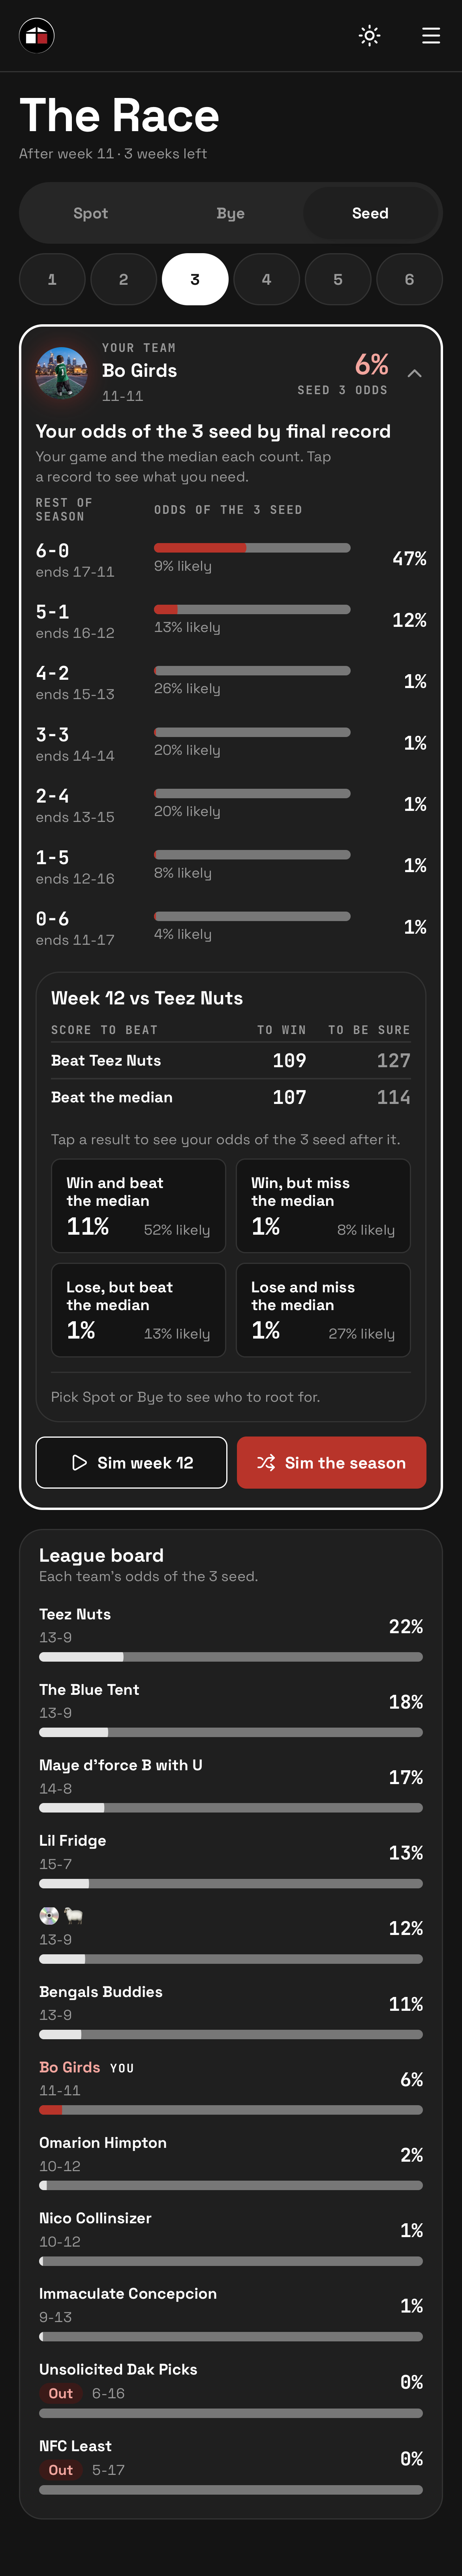 The Race
After week 11 · 3 weeks left
Spot Bye Seed
1 2 3 4 5 6
YOUR TEAM
Bo Girds
11-11
6%
SEED 3 ODDS
Your odds of the 3 seed by final record
Your game and the median each count. Tap
a record to see what you need.
REST OF
SEASON
ODDS OF THE 3 SEED
6-0
ends 17-11
9% likely
47%
5-1
ends 16-12
13% likely
12%
4-2
ends 15-13
26% likely
1%
3-3
ends 14-14
20% likely
1%
2-4
ends 13-15
20% likely
1%
1-5
ends 12-16
8% likely
1%
0-6
ends 11-17
4% likely
1%
Week 12 vs Teez Nuts
SCORE TO BEAT TO WIN TO BE SURE
Beat Teez Nuts 109 127
Beat the median 107 114
Tap a result to see your odds of the 3 seed after it.
Win and beat
the median
11% 52% likely
Win, but miss
the median
1% 8% likely
Lose, but beat
the median
1% 13% likely
Lose and miss
the median
1% 27% likely
Pick Spot or Bye to see who to root for.
Sim week 12
Sim the season
League board
Each team's odds of the 3 seed.
Teez Nuts
13-9
22%
The Blue Tent
13-9
18%
Maye d'force B with U
14-8
17%
Lil Fridge
15-7
13%
💿 🐑
13-9
12%
Bengals Buddies
13-9
11%
Bo Girds YOU
11-11
6%
Omarion Himpton
10-12
2%
Nico Collinsizer
10-12
1%
Immaculate Concepcion
9-13
1%
Unsolicited Dak Picks
Out 6-16
0%
NFC Least
Out 5-17
0%